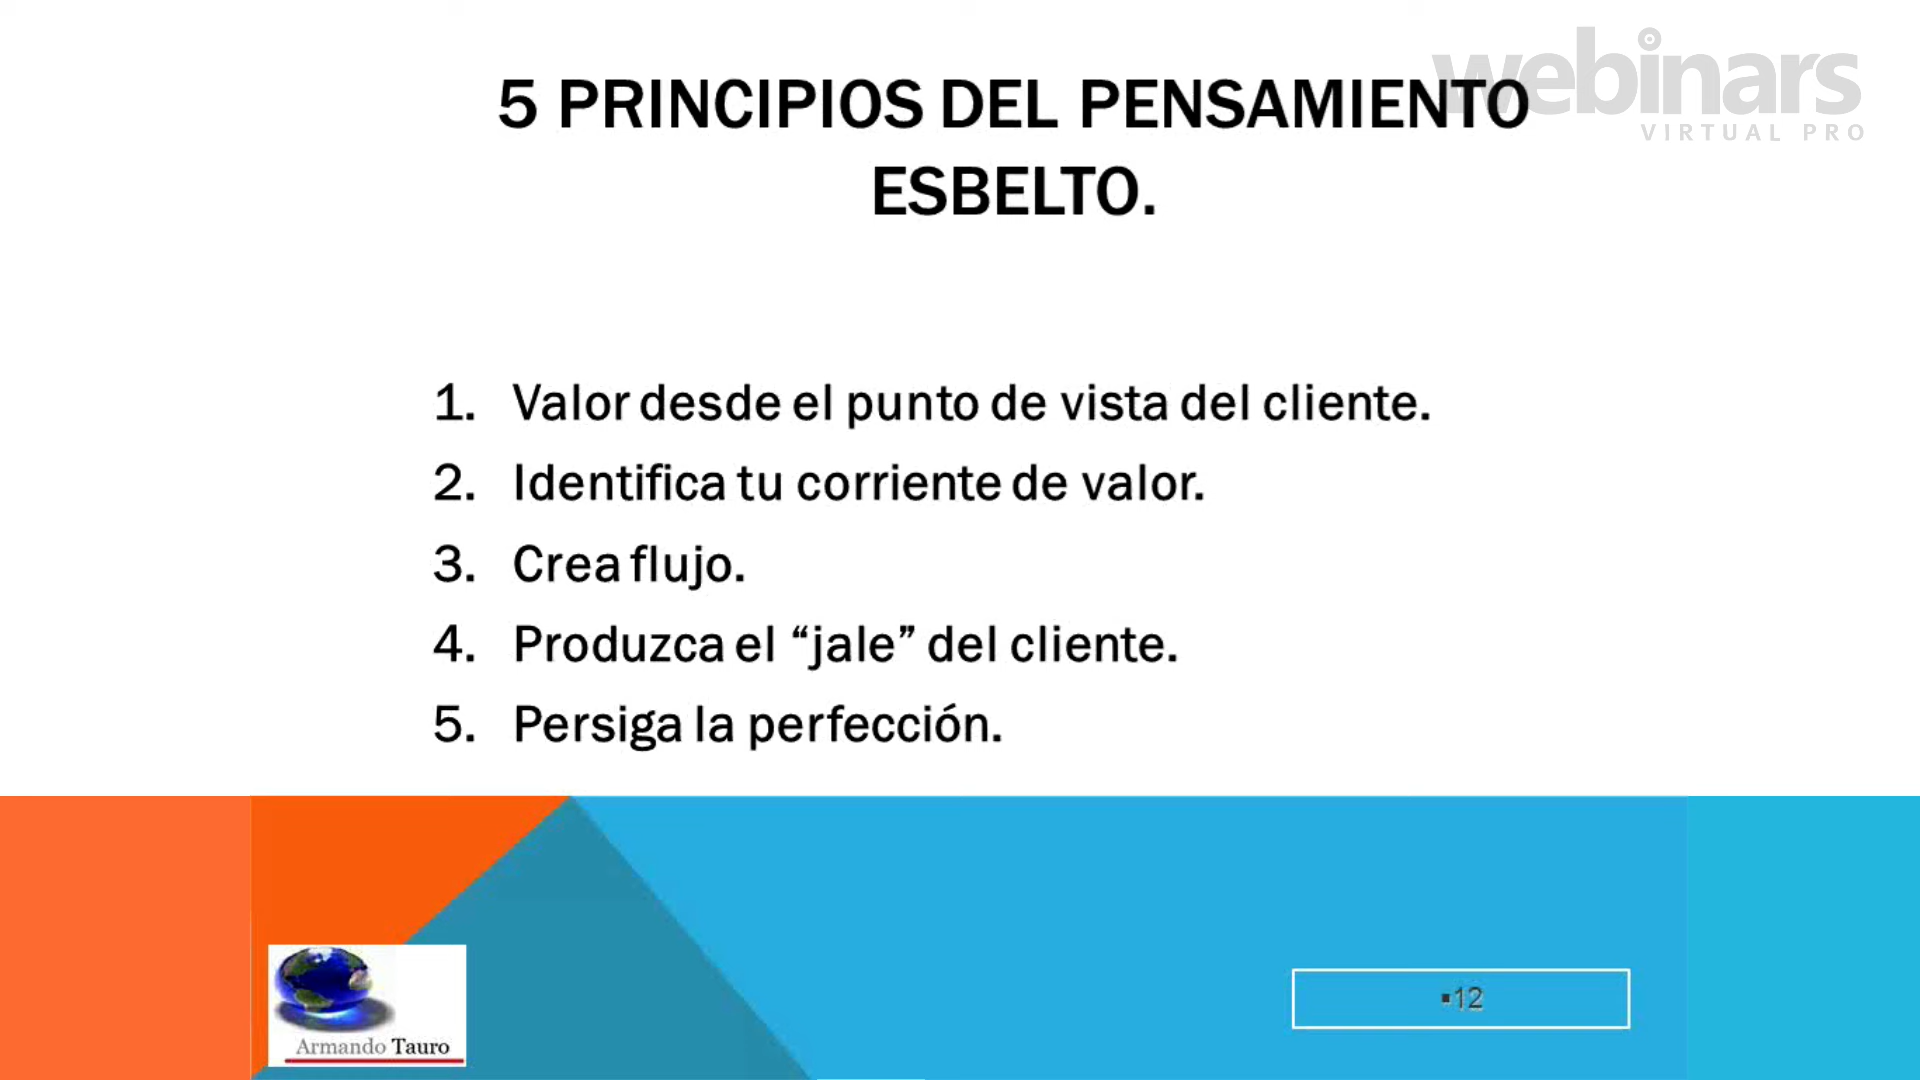 webinars
VIRTUAL PRO
5 PRINCIPIOS DEL PENSAMIENTO
ESBELTO.
1. Valor desde el punto de vista del cliente.
2. Identifica tu corriente de valor.
3. Crea flujo.
4. Produzca el “jale” del cliente.
5. Persiga la perfección.
Armando Tauro
▪12